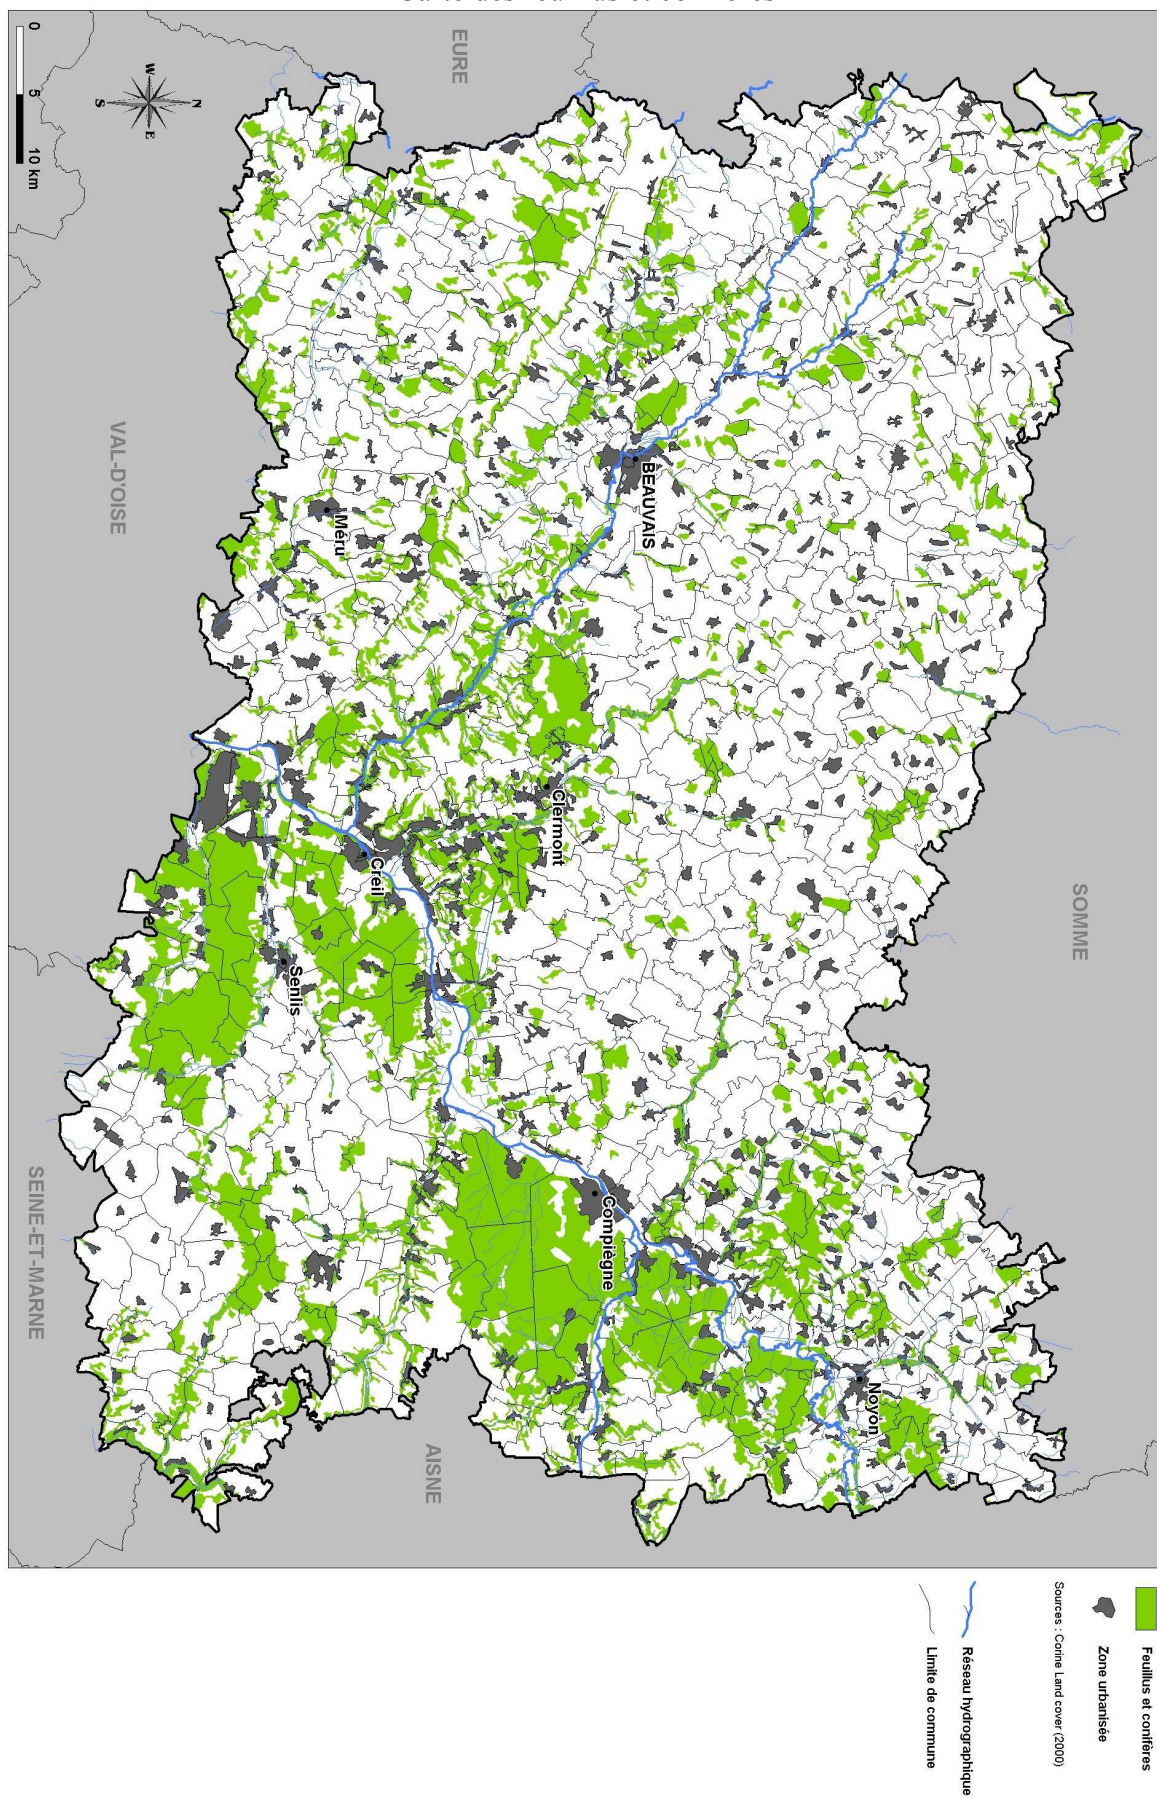 EURE
SOMME
VAL-D'OISE
SEINE-ET-MARNE
AISNE
BEAUVAIS
Méru
Clermont
Creil
Senlis
Compiègne
Noyon
N
W
E
S
0 5 10 km
Feuillus et conifères
Zone urbanisée
Sources : Corine Land cover (2000)
Réseau hydrographique
Limite de commune